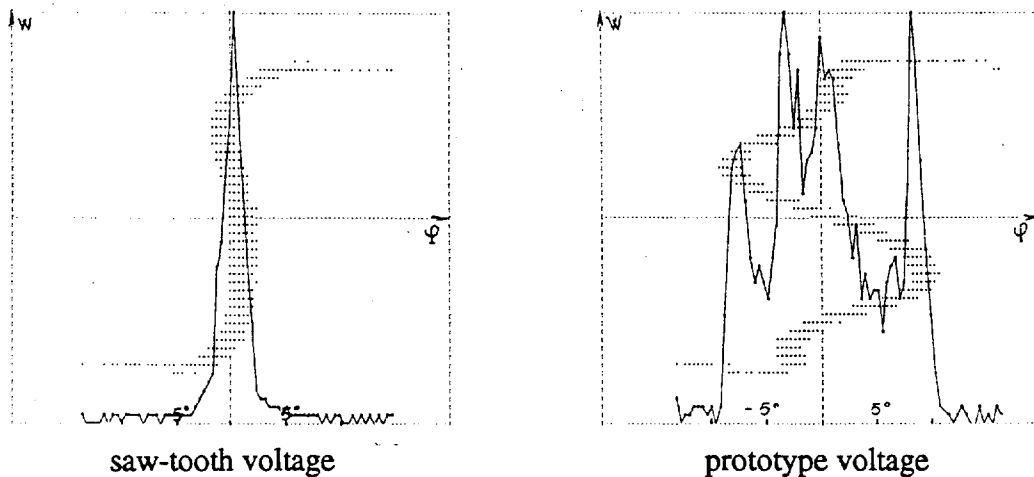 W
φ
5° 5°
saw-tooth voltage
W
φ
-5° 5°
prototype voltage